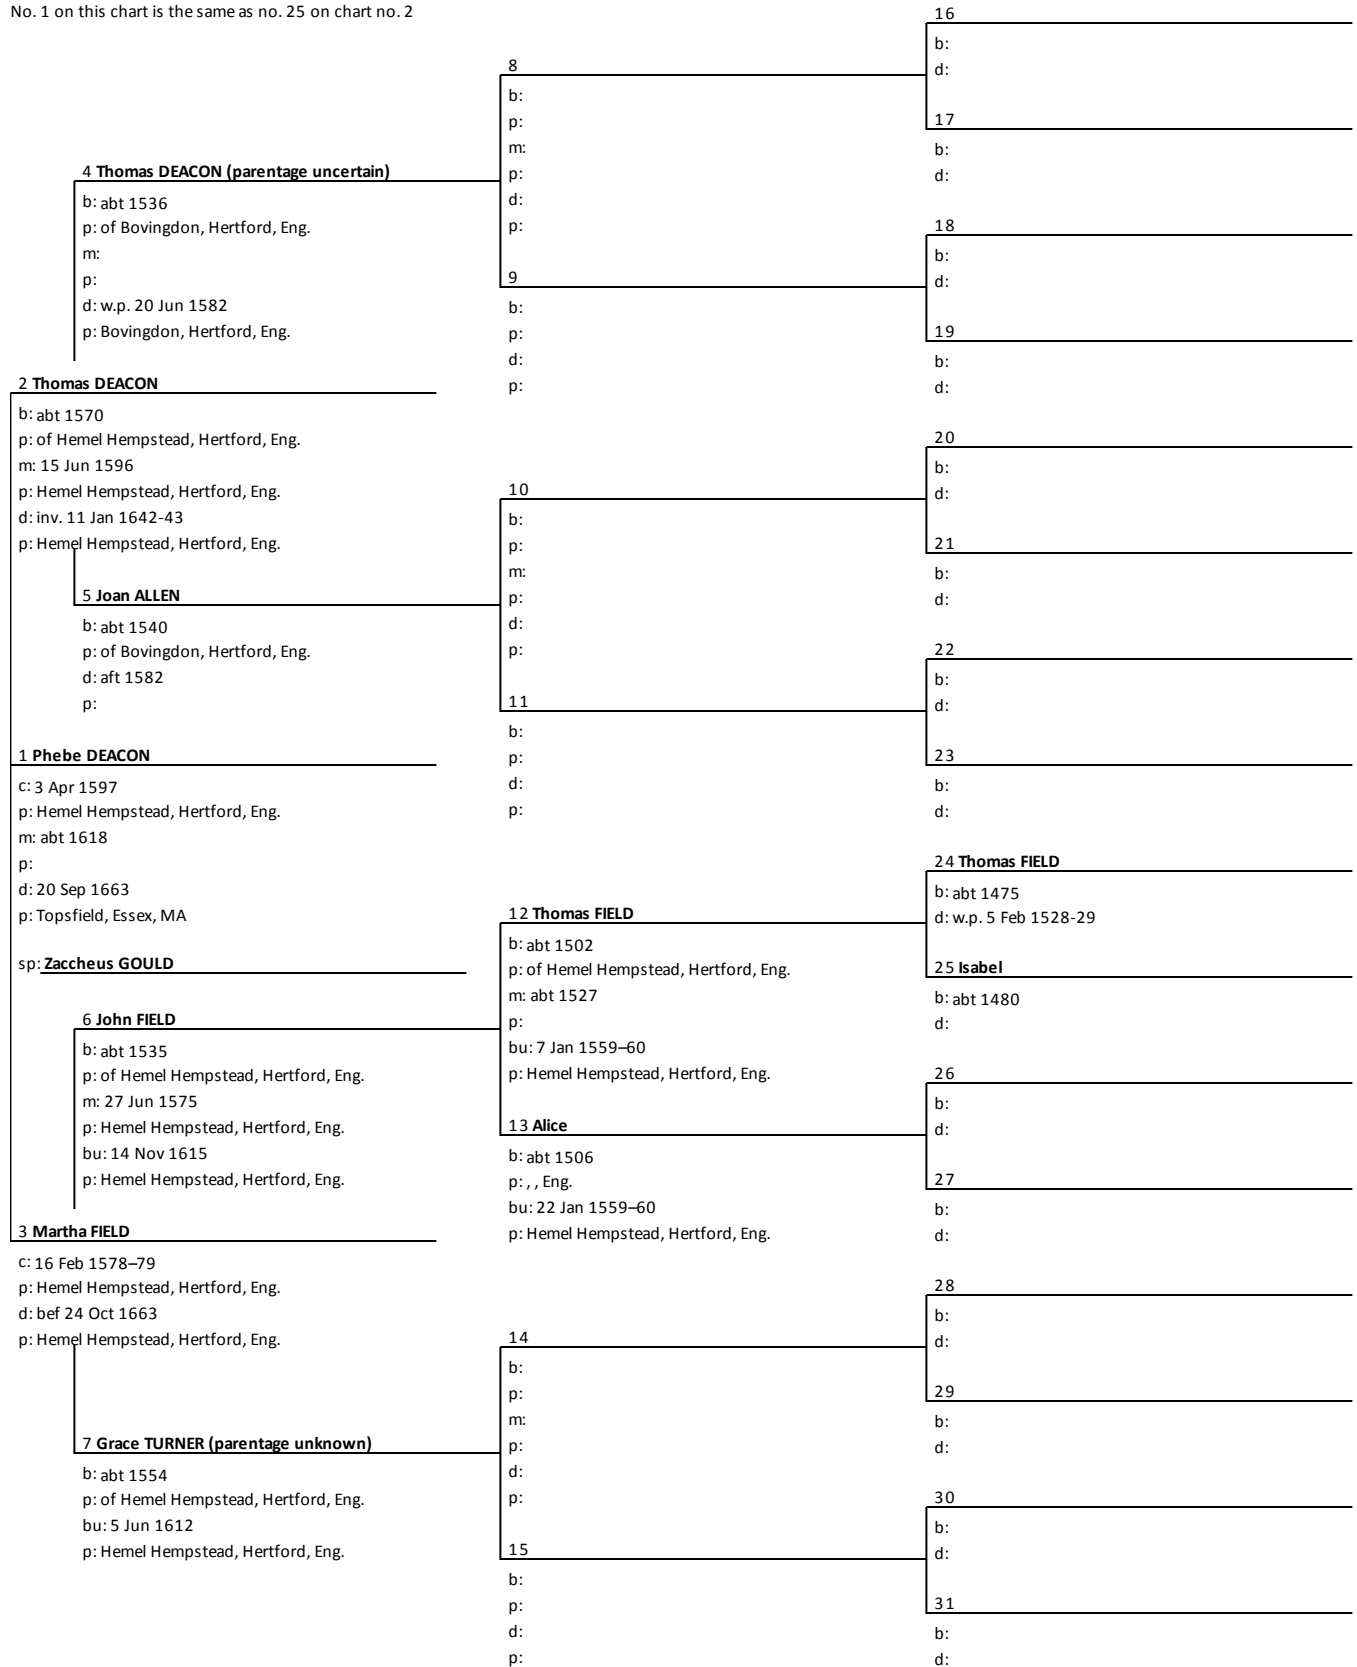 No. 1 on this chart is the same as no. 25 on chart no. 2
16
b:
d:
8
b:
p:
m:
p:
d:
p:
17
b:
d:
4 Thomas DEACON (parentage uncertain)
b: abt 1536
p: of Bovingdon, Hertford, Eng.
m:
p:
d: w.p. 20 Jun 1582
p: Bovingdon, Hertford, Eng.
18
b:
d:
9
b:
p:
d:
p:
19
b:
d:
2 Thomas DEACON
b: abt 1570
p: of Hemel Hempstead, Hertford, Eng.
m: 15 Jun 1596
p: Hemel Hempstead, Hertford, Eng.
d: inv. 11 Jan 1642-43
p: Hemel Hempstead, Hertford, Eng.
20
b:
d:
10
b:
p:
m:
p:
d:
p:
21
b:
d:
5 Joan ALLEN
b: abt 1540
p: of Bovingdon, Hertford, Eng.
d: aft 1582
p:
22
b:
d:
11
b:
p:
d:
p:
23
b:
d:
1 Phebe DEACON
c: 3 Apr 1597
p: Hemel Hempstead, Hertford, Eng.
m: abt 1618
p:
d: 20 Sep 1663
p: Topsfield, Essex, MA
sp: Zaccheus GOULD
24 Thomas FIELD
b: abt 1475
d: w.p. 5 Feb 1528-29
12 Thomas FIELD
b: abt 1502
p: of Hemel Hempstead, Hertford, Eng.
m: abt 1527
p:
bu: 7 Jan 1559–60
p: Hemel Hempstead, Hertford, Eng.
25 Isabel
b: abt 1480
d:
6 John FIELD
b: abt 1535
p: of Hemel Hempstead, Hertford, Eng.
m: 27 Jun 1575
p: Hemel Hempstead, Hertford, Eng.
bu: 14 Nov 1615
p: Hemel Hempstead, Hertford, Eng.
26
b:
d:
13 Alice
b: abt 1506
p: , , Eng.
bu: 22 Jan 1559–60
p: Hemel Hempstead, Hertford, Eng.
27
b:
d:
3 Martha FIELD
c: 16 Feb 1578–79
p: Hemel Hempstead, Hertford, Eng.
d: bef 24 Oct 1663
p: Hemel Hempstead, Hertford, Eng.
28
b:
d:
14
b:
p:
m:
p:
d:
p:
29
b:
d:
7 Grace TURNER (parentage unknown)
b: abt 1554
p: of Hemel Hempstead, Hertford, Eng.
bu: 5 Jun 1612
p: Hemel Hempstead, Hertford, Eng.
30
b:
d:
15
b:
p:
d:
p:
31
b:
d: